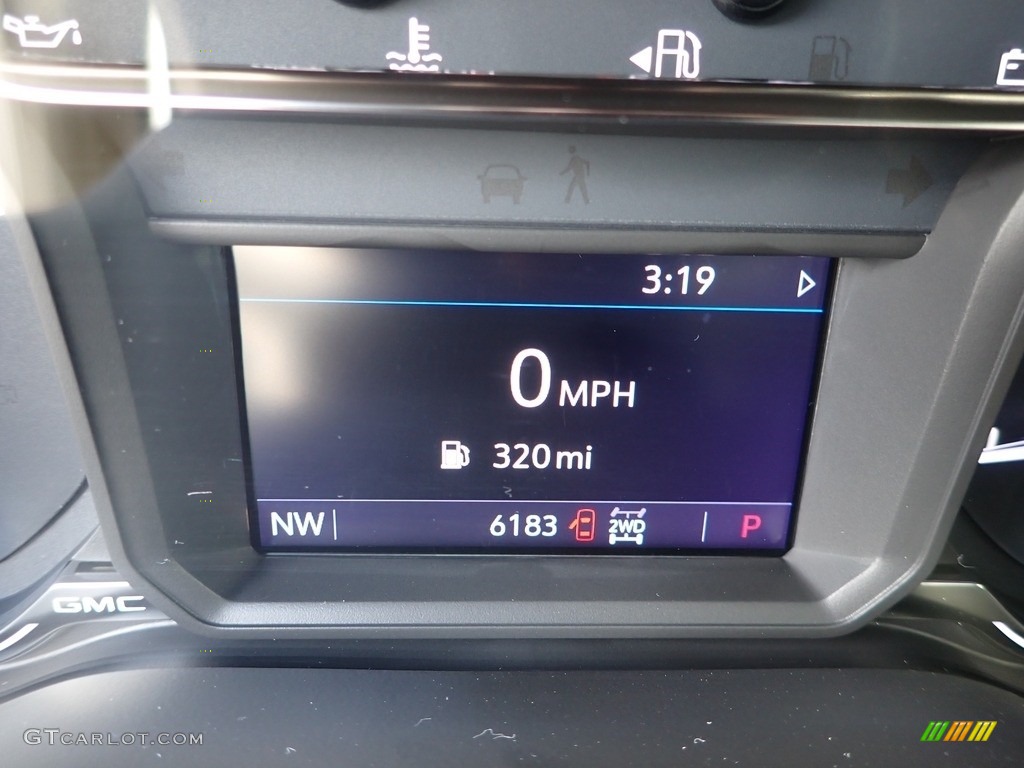 3:19
0 MPH
320 mi
NW 6183 2WD P
GMC
GTCARLOT.COM